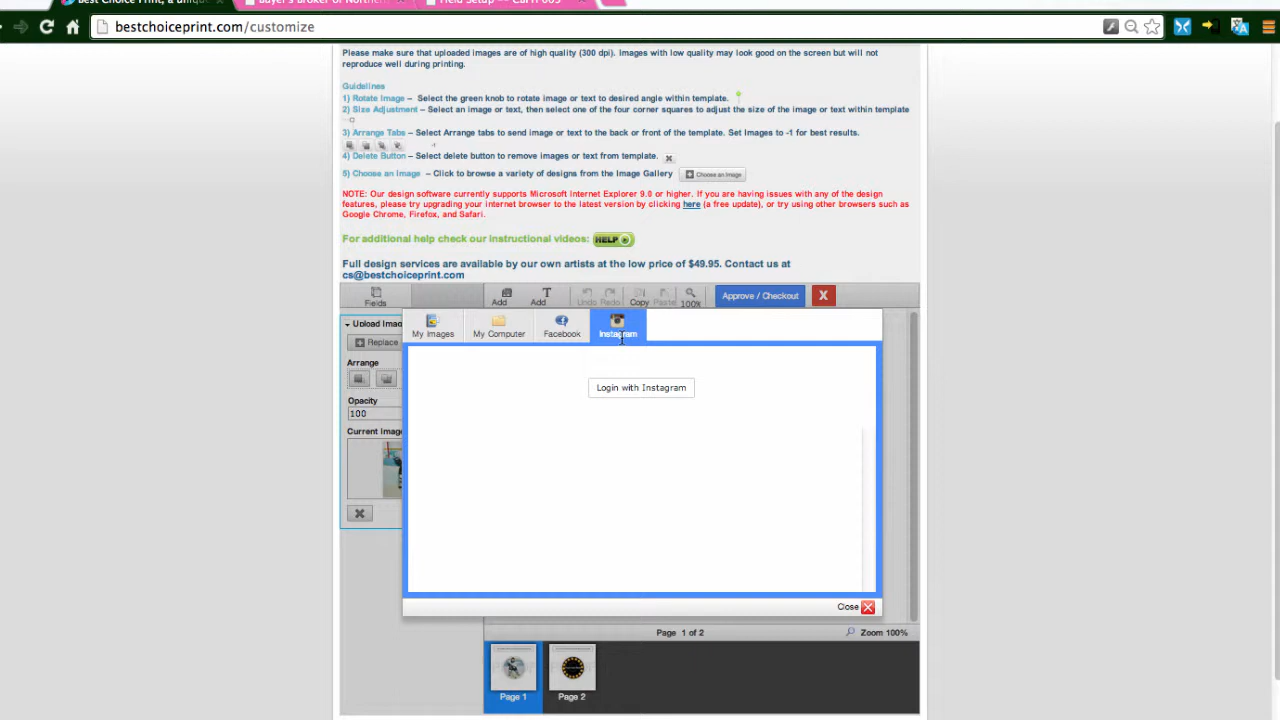 bestchoiceprint.com/customize
Please make sure that uploaded images are of high quality (300 dpi). Images with low quality may look good on the screen but will
not reproduce well during printing.
Guidelines
1) Rotate Image – Select the green knob to rotate image or text to desired angle within template.
2) Size Adjustment – Select an image or text, then select one of the four corner squares to adjust the size of the image or text within template
3) Arrange Tabs – Select Arrange tabs to send image or text to the back or front of the template. Set Images to -1 for best results.
4) Delete Button – Select delete button to remove images or text from template.
5) Choose an Image – Click to browse a variety of designs from the Image Gallery Choose an Image
NOTE: Our design software currently supports Microsoft Internet Explorer 9.0 or higher. If you are having issues with any of the design
features, please try upgrading your internet browser to the latest version by clicking here (a free update), or try using other browsers such as
Google Chrome, Firefox, and Safari.
For additional help check our instructional videos: HELP
Full design services are available by our own artists at the low price of $49.95. Contact us at
cs@bestchoiceprint.com
Fields Add Add Undo Redo Copy Paste 100% Approve / Checkout X
Upload Imag
Replace
Arrange
Opacity
100
Current Imag
My Images My Computer Facebook Instagram
Login with Instagram
Close
Page 1 of 2 Zoom 100%
Page 1 Page 2